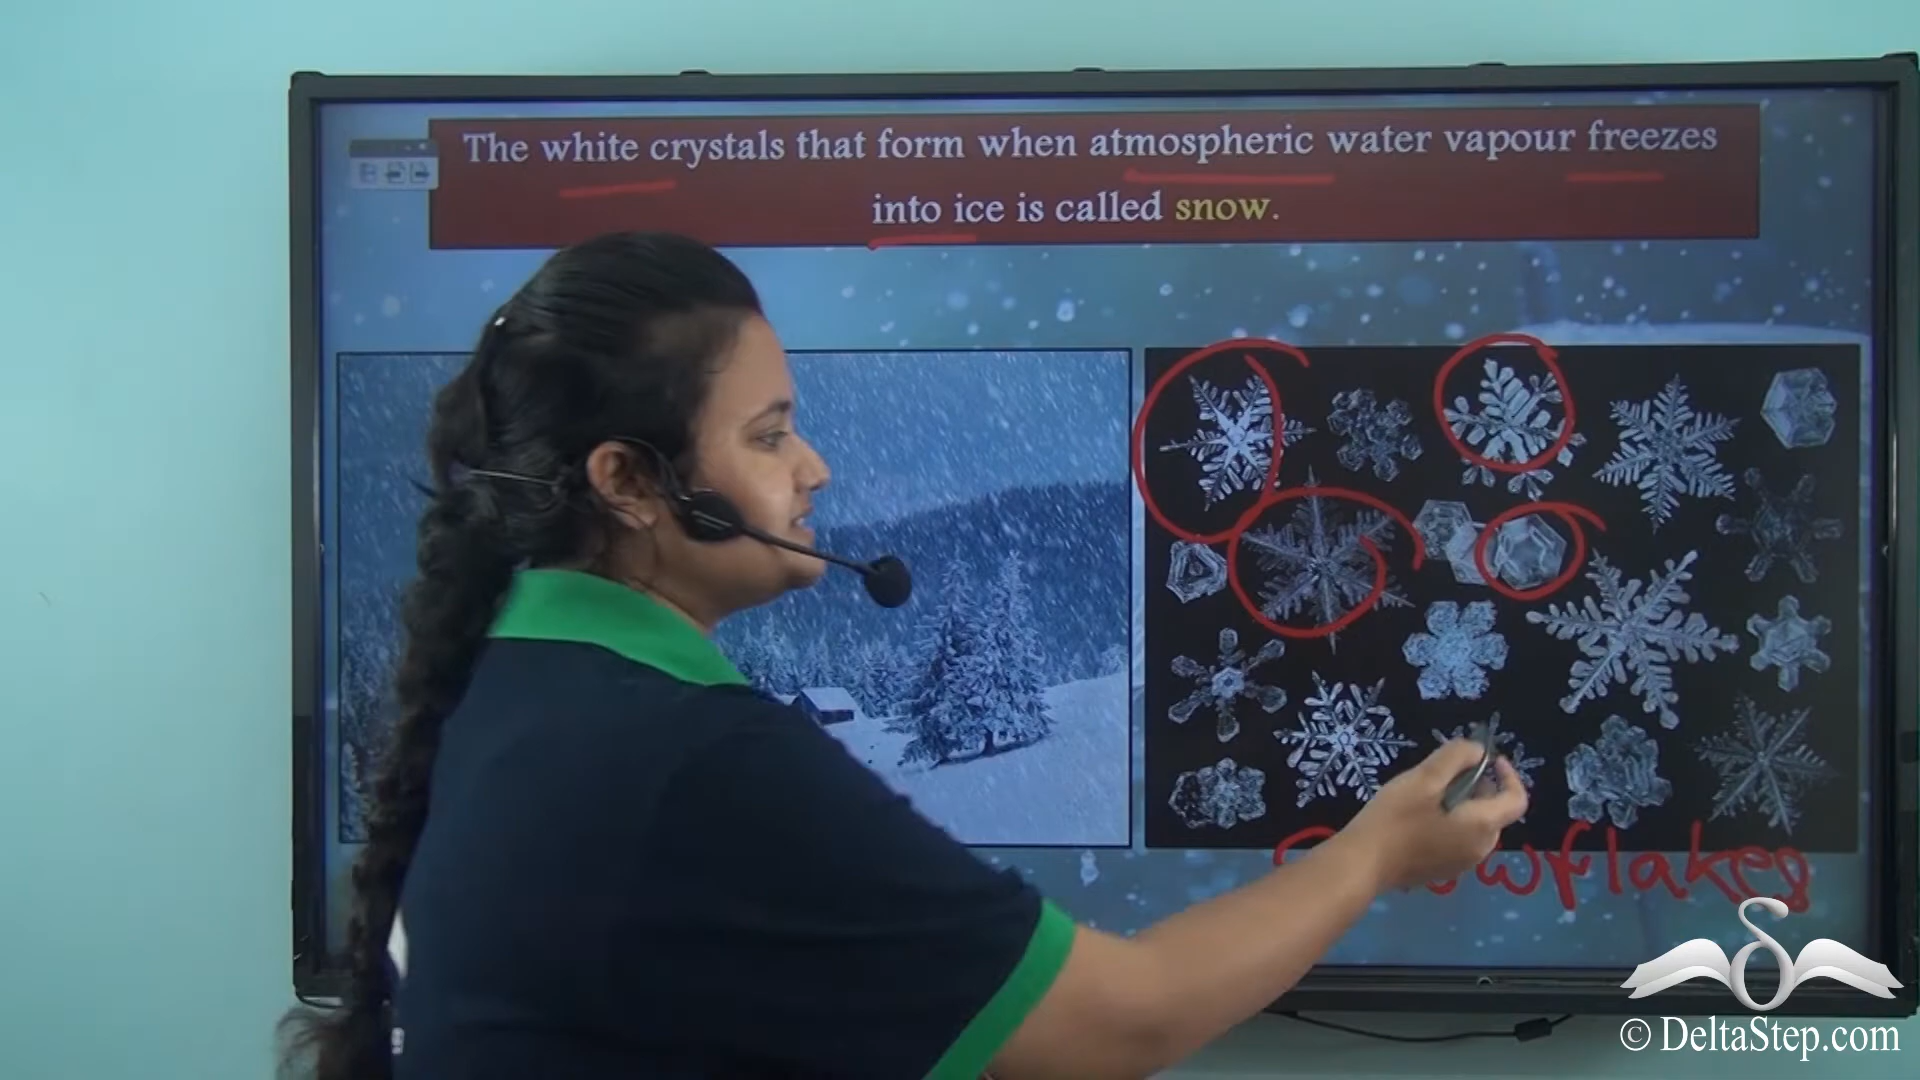 The white crystals that form when atmospheric water vapour freezes
into ice is called snow.
© DeltaStep.com